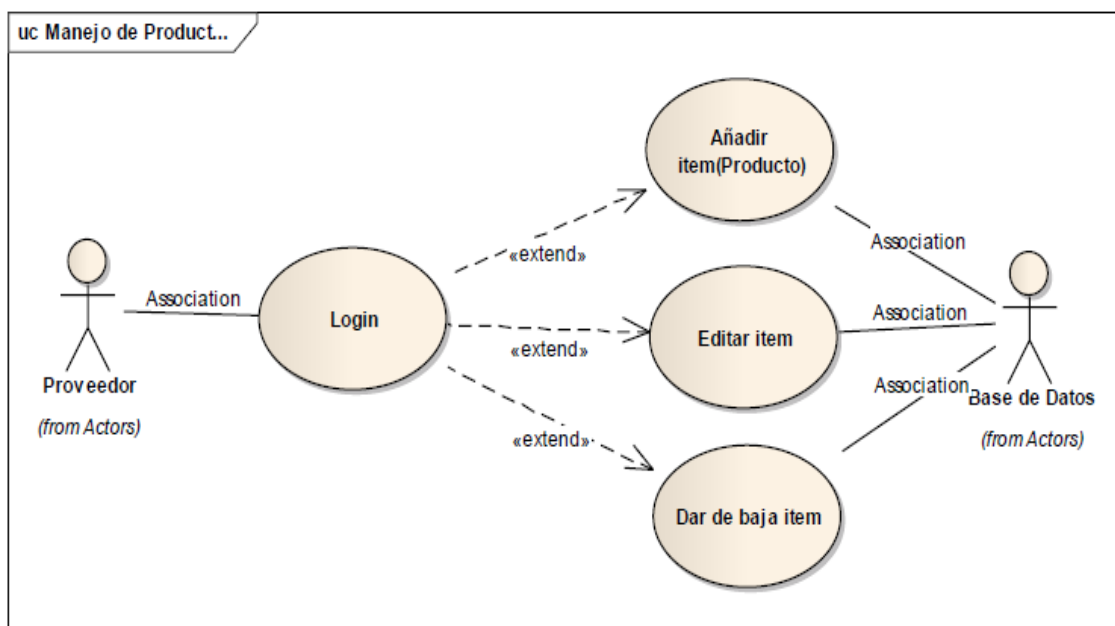 uc Manejo de Product...
Añadir
item(Producto)
Association
«extend»
Association
Login
Association
Editar item
«extend»
Proveedor
(from Actors)
Association
Base de Datos
(from Actors)
«extend»
Dar de baja item